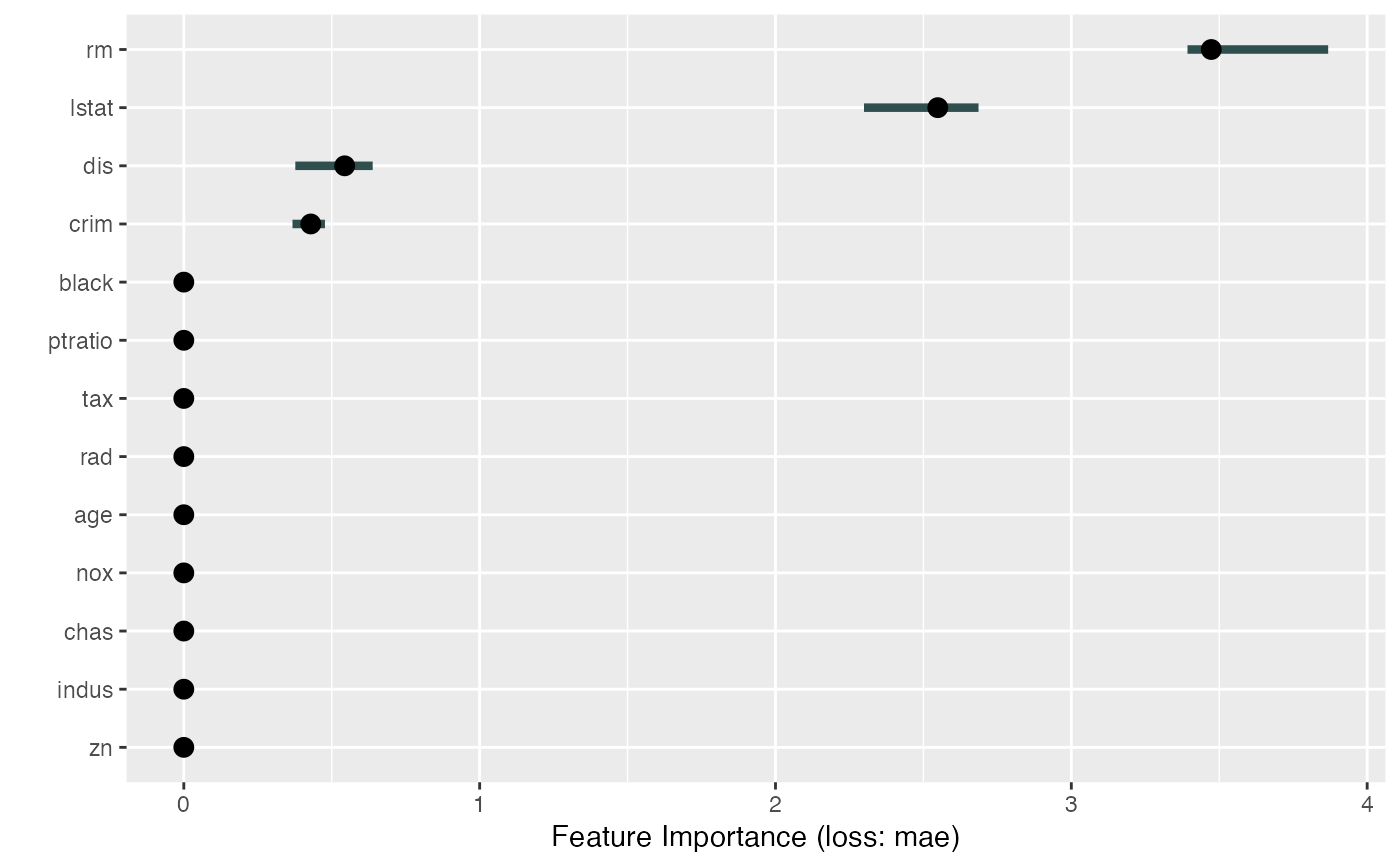 rm
lstat
dis
crim
black
ptratio
tax
rad
age
nox
chas
indus
zn
0 1 2 3 4
Feature Importance (loss: mae)